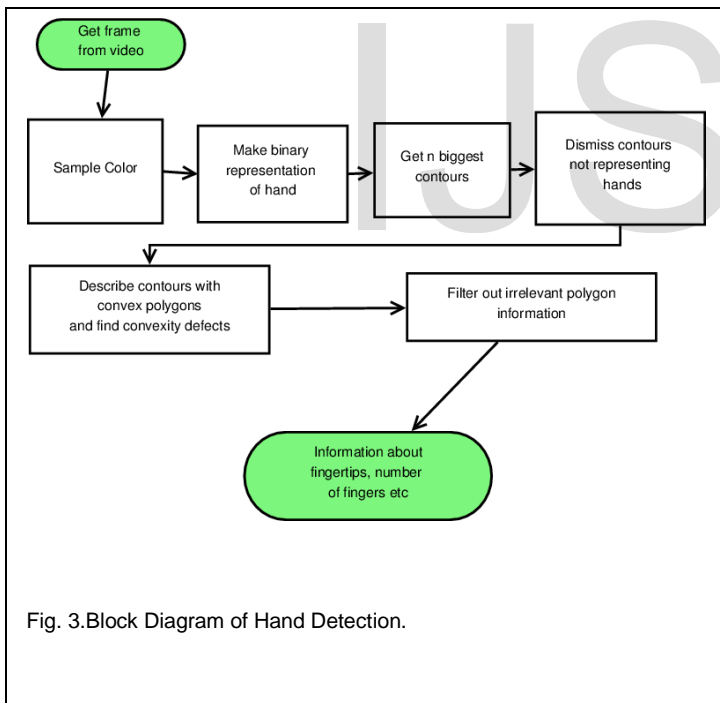 IJS
Get frame
from video
Sample Color
Make binary
representation
of hand
Get n biggest
contours
Dismiss contours
not representing
hands
Describe contours with
convex polygons
and find convexity defects
Filter out irrelevant polygon
information
Information about
fingertips, number
of fingers etc
Fig. 3.Block Diagram of Hand Detection.